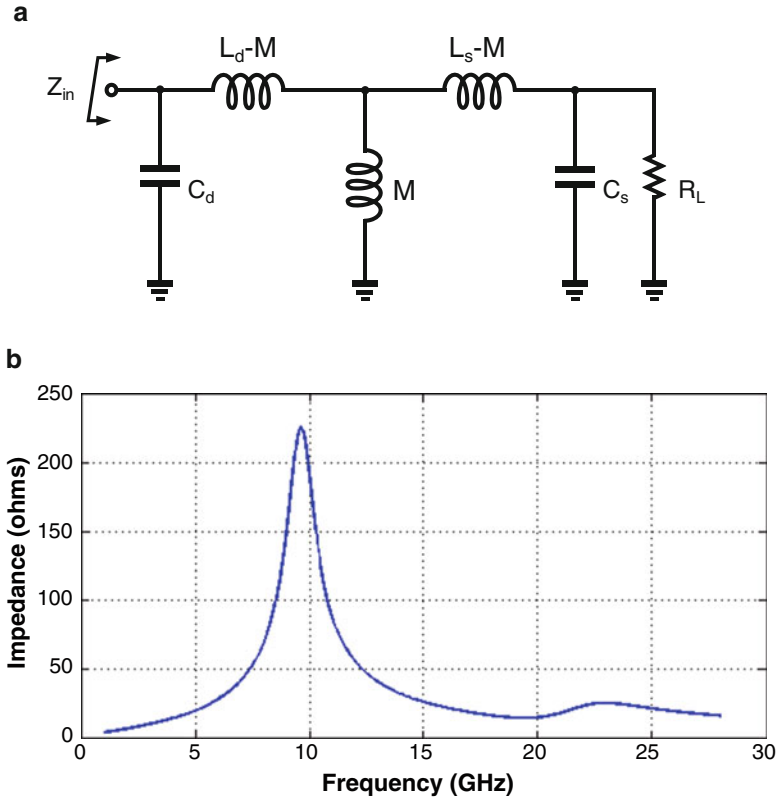 a
L_d-M
L_s-M
Z_in
C_d
M
C_s
R_L
b
250
200
150
100
50
0
0
5
10
15
20
25
30
Impedance (ohms)
Frequency (GHz)